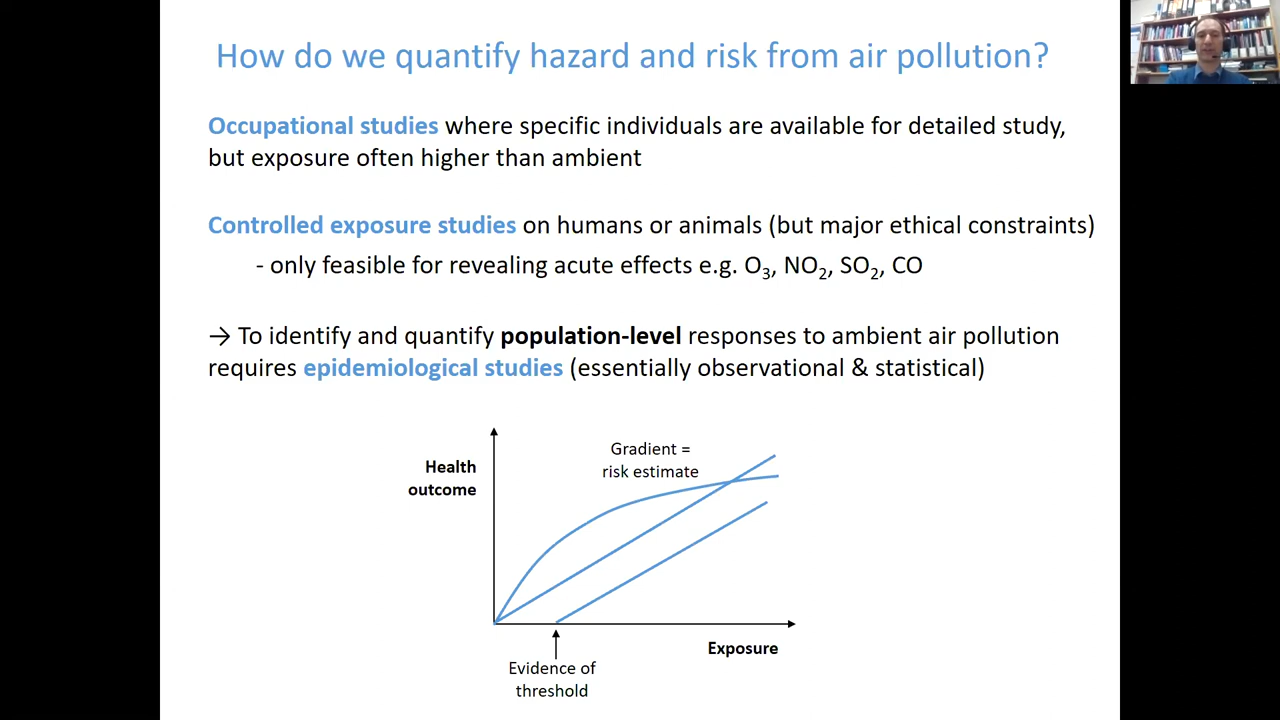 How do we quantify hazard and risk from air pollution?
Occupational studies where specific individuals are available for detailed study,
but exposure often higher than ambient
Controlled exposure studies on humans or animals (but major ethical constraints)
- only feasible for revealing acute effects e.g. O₃, NO₂, SO₂, CO
→ To identify and quantify population-level responses to ambient air pollution
requires epidemiological studies (essentially observational & statistical)
Gradient =
risk estimate
Health
outcome
Exposure
Evidence of
threshold